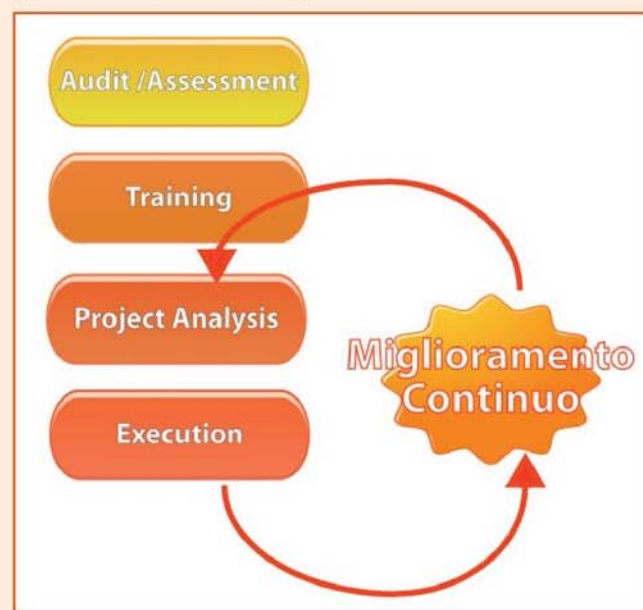 Audit /Assessment
Training
Project Analysis
Execution
Miglioramento
Continuo